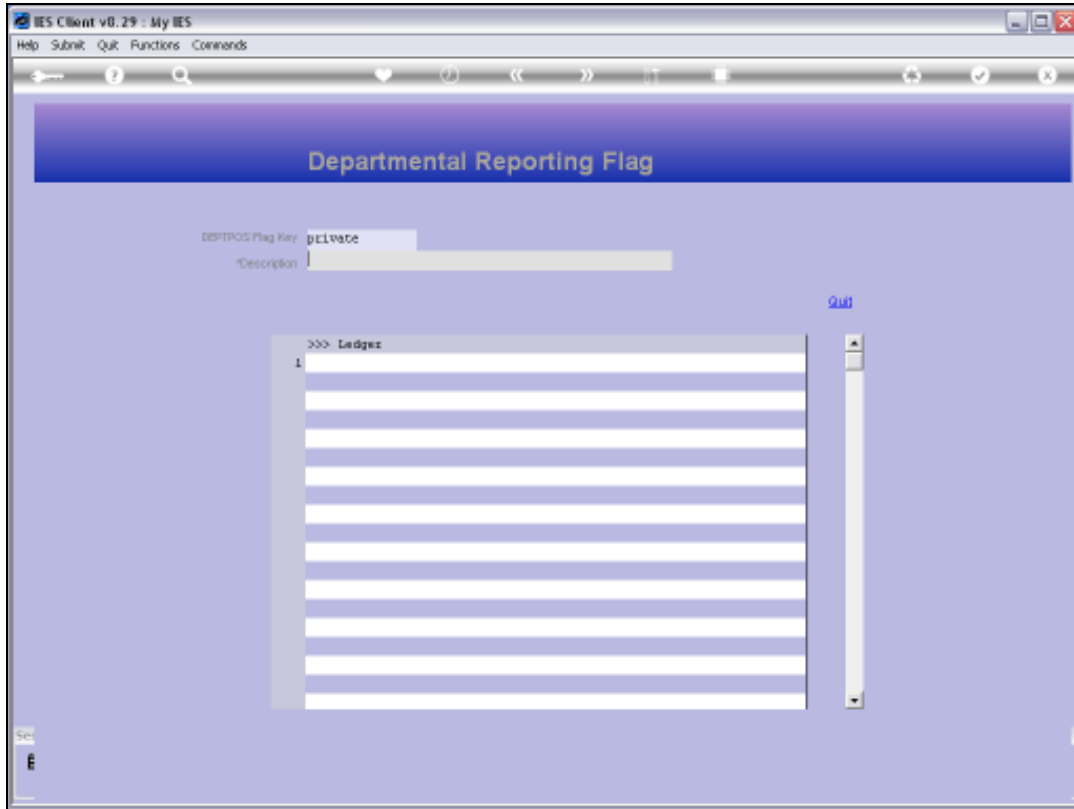 IES Client v8.29 : My IES
Help Submit Quit Functions Commands
Departmental Reporting Flag
DEPTPOS Flag Key private
*Description
Quit
>>> Ledger
1